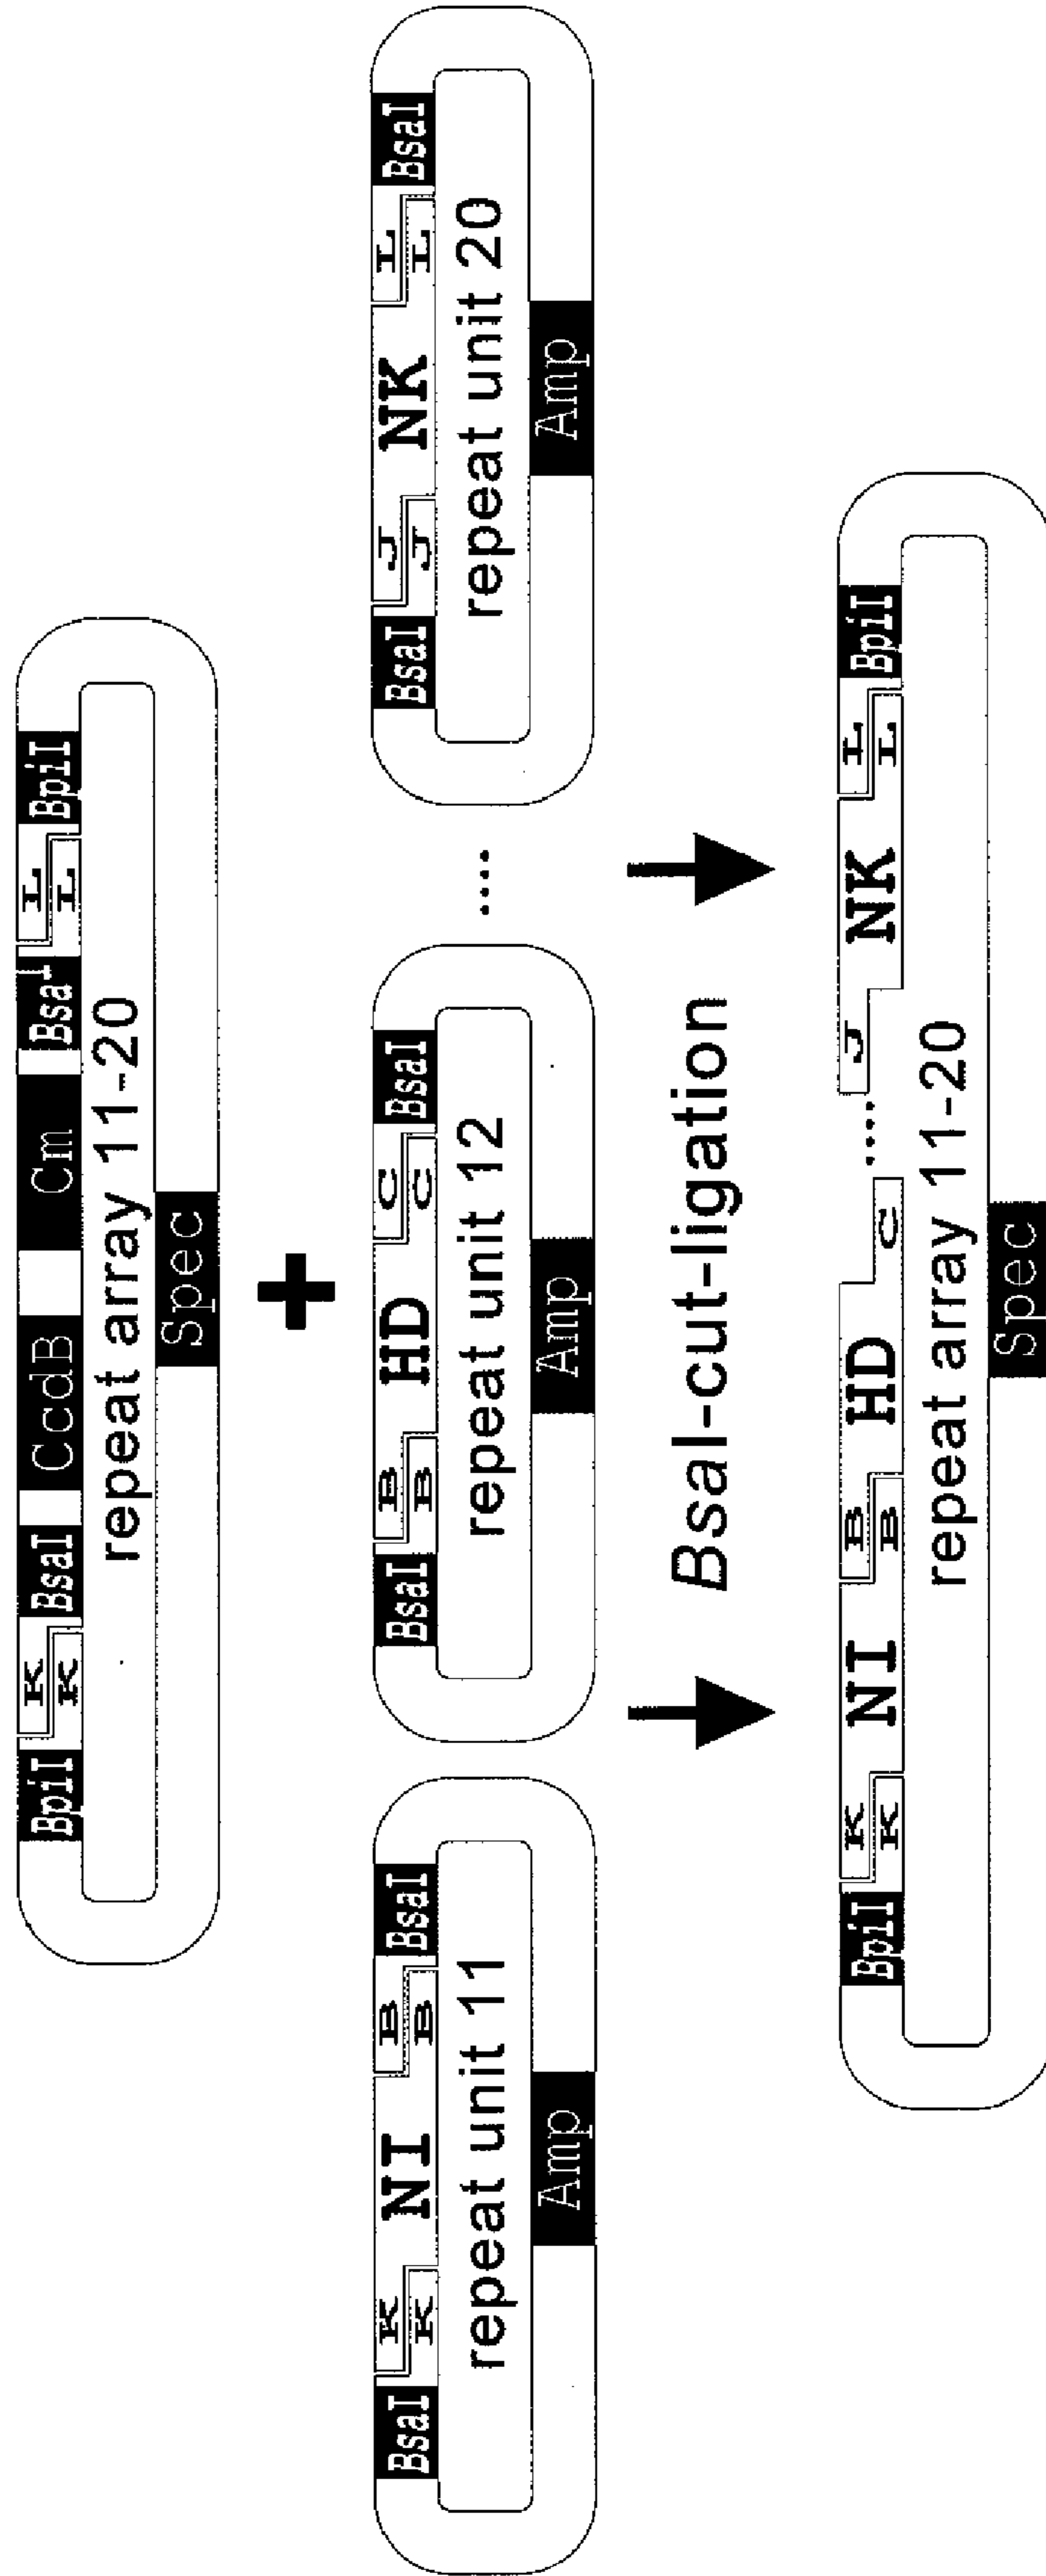 BpiI K K BsaI CcdB Cm BsaI L L BpiI
repeat array 11-20
Spec
+
BsaI K K NI B B BsaI
repeat unit 11
Amp
BsaI B B HD C C BsaI
repeat unit 12
Amp
....
BsaI J J NK L L BsaI
repeat unit 20
Amp
BsaI-cut-ligation
BpiI K K NI B B HD C ..... J NK L L BpiI
repeat array 11-20
Spec